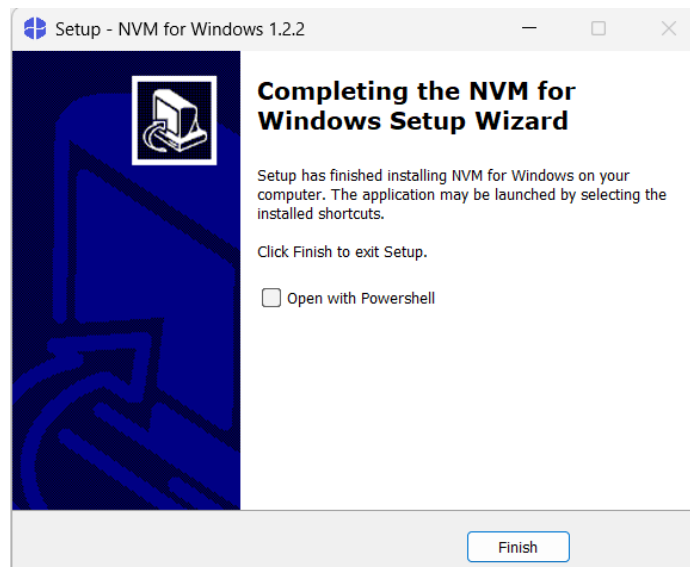 Setup - NVM for Windows 1.2.2
Completing the NVM for
Windows Setup Wizard
Setup has finished installing NVM for Windows on your
computer. The application may be launched by selecting the
installed shortcuts.
Click Finish to exit Setup.
Open with Powershell
Finish